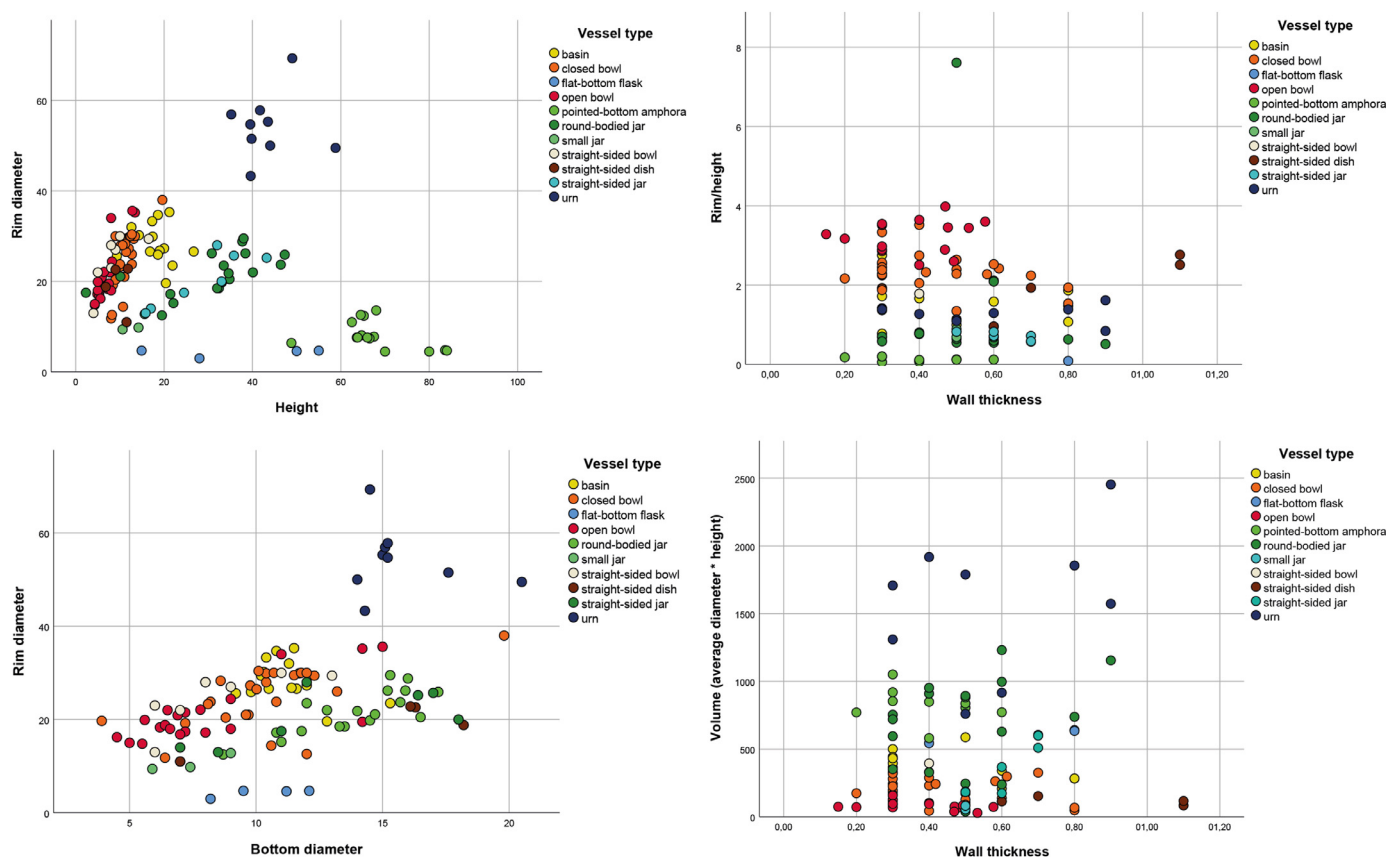 Vessel type
basin
closed bowl
flat-bottom flask
open bowl
pointed-bottom amphora
round-bodied jar
small jar
straight-sided bowl
straight-sided dish
straight-sided jar
urn
Rim diameter
60
40
20
0
0
20
40
60
80
100
Height
Vessel type
basin
closed bowl
flat-bottom flask
open bowl
pointed-bottom amphora
round-bodied jar
small jar
straight-sided bowl
straight-sided dish
straight-sided jar
urn
Rim/height
8
6
4
2
0
0,00
0,20
0,40
0,60
0,80
01,00
01,20
Wall thickness
Vessel type
basin
closed bowl
flat-bottom flask
open bowl
round-bodied jar
small jar
straight-sided bowl
straight-sided dish
straight-sided jar
urn
Rim diameter
60
40
20
0
5
10
15
20
Bottom diameter
Vessel type
basin
closed bowl
flat-bottom flask
open bowl
pointed-bottom amphora
round-bodied jar
small jar
straight-sided bowl
straight-sided dish
straight-sided jar
urn
Volume (average diameter * height)
2500
2000
1500
1000
500
0
0,00
0,20
0,40
0,60
0,80
01,00
01,20
Wall thickness